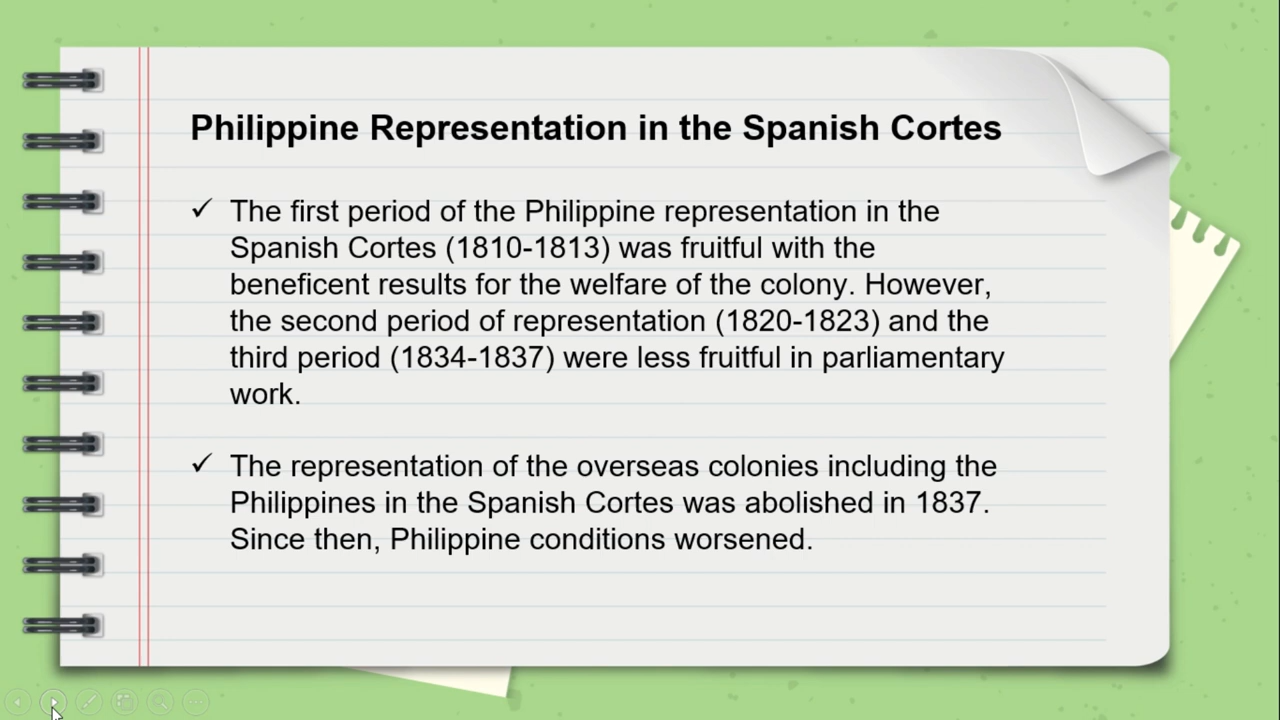 Philippine Representation in the Spanish Cortes
✓ The first period of the Philippine representation in the
Spanish Cortes (1810-1813) was fruitful with the
beneficent results for the welfare of the colony. However,
the second period of representation (1820-1823) and the
third period (1834-1837) were less fruitful in parliamentary
work.
✓ The representation of the overseas colonies including the
Philippines in the Spanish Cortes was abolished in 1837.
Since then, Philippine conditions worsened.